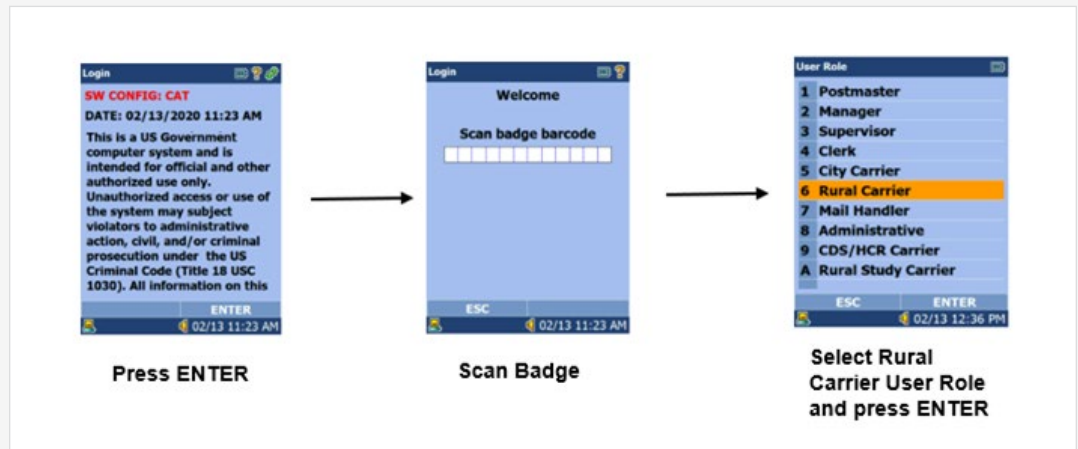 Login
SW CONFIG: CAT
DATE: 02/13/2020 11:23 AM
This is a US Government
computer system and is
intended for official and other
authorized use only.
Unauthorized access or use of
the system may subject
violators to administrative
action, civil, and/or criminal
prosecution under the US
Criminal Code (Title 18 USC
1030). All information on this
ENTER
02/13 11:23 AM
Press ENTER
Login
Welcome
Scan badge barcode
ESC
02/13 11:23 AM
Scan Badge
User Role
1 Postmaster
2 Manager
3 Supervisor
4 Clerk
5 City Carrier
6 Rural Carrier
7 Mail Handler
8 Administrative
9 CDS/HCR Carrier
A Rural Study Carrier
ESC ENTER
02/13 12:36 PM
Select Rural
Carrier User Role
and press ENTER